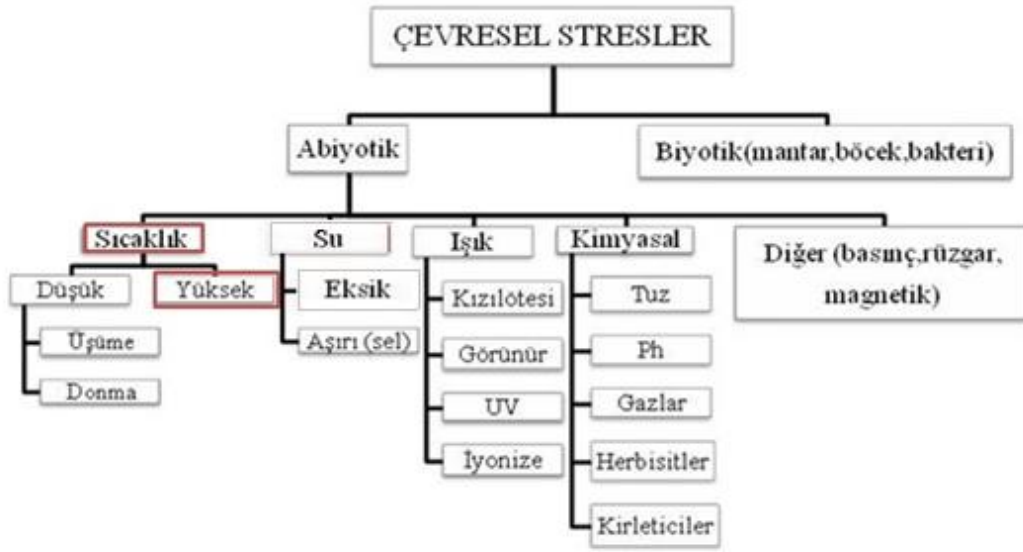 ÇEVRESEL STRESLER
Abiyotik
Biyotik(mantar,böcek,bakteri)
Sıcaklık
Su
Işık
Kimyasal
Diğer (basınç,rüzgar,
magnetik)
Düşük
Yüksek
Üşüme
Donma
Eksik
Aşırı (sel)
Kızılötesi
Görünür
UV
İyonize
Tuz
Ph
Gazlar
Herbisitler
Kirleticiler